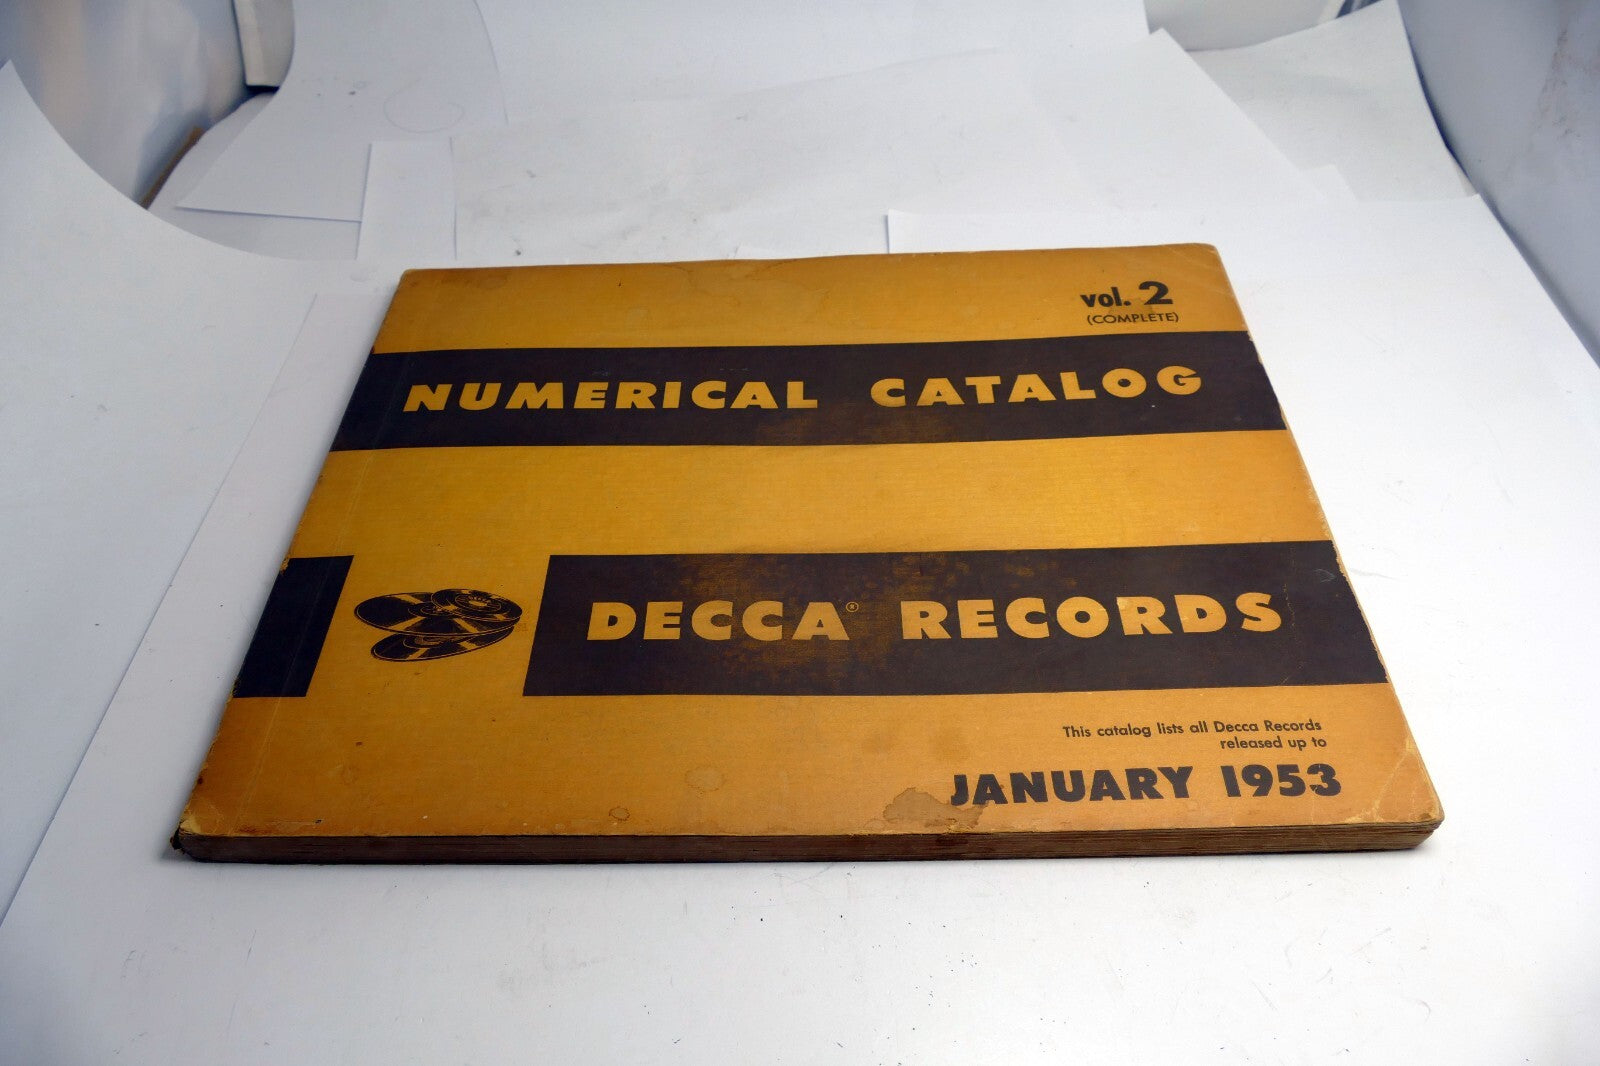 vol. 2
(COMPLETE)
NUMERICAL CATALOG
DECCA® RECORDS
This catalog lists all Decca Records
released up to
JANUARY 1953